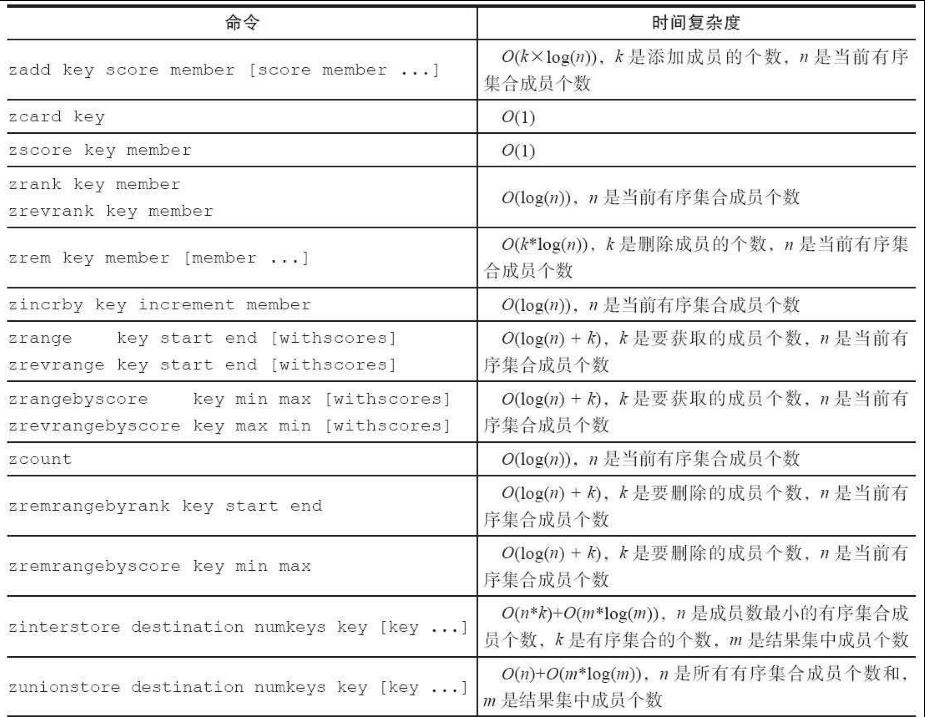 命令
时间复杂度
zadd key score member [score member ...]
O(k×log(n)), k 是添加成员的个数, n 是当前有序
集合成员个数
zcard key
O(1)
zscore key member
O(1)
zrank key member
zrevrank key member
O(log(n)), n 是当前有序集合成员个数
zrem key member [member ...]
O(k*log(n)), k 是删除成员的个数, n 是当前有序集
合成员个数
zincrby key increment member
O(log(n)), n 是当前有序集合成员个数
zrange key start end [withscores]
zrevrange key start end [withscores]
O(log(n) + k), k 是要获取的成员个数, n 是当前有
序集合成员个数
zrangebyscore key min max [withscores]
zrevrangebyscore key max min [withscores]
O(log(n) + k), k 是要获取的成员个数, n 是当前有
序集合成员个数
zcount
O(log(n)), n 是当前有序集合成员个数
zremrangebyrank key start end
O(log(n) + k), k 是要删除的成员个数, n 是当前有
序集合成员个数
zremrangebyscore key min max
O(log(n) + k), k 是要删除的成员个数, n 是当前有
序集合成员个数
zinterstore destination numkeys key [key ...]
O(n*k)+O(m*log(m)), n 是成员数最小的有序集合成
员个数, k 是有序集合的个数, m 是结果集中成员个数
zunionstore destination numkeys key [key ...]
O(n)+O(m*log(m)), n 是所有有序集合成员个数和,
m 是结果集中成员个数